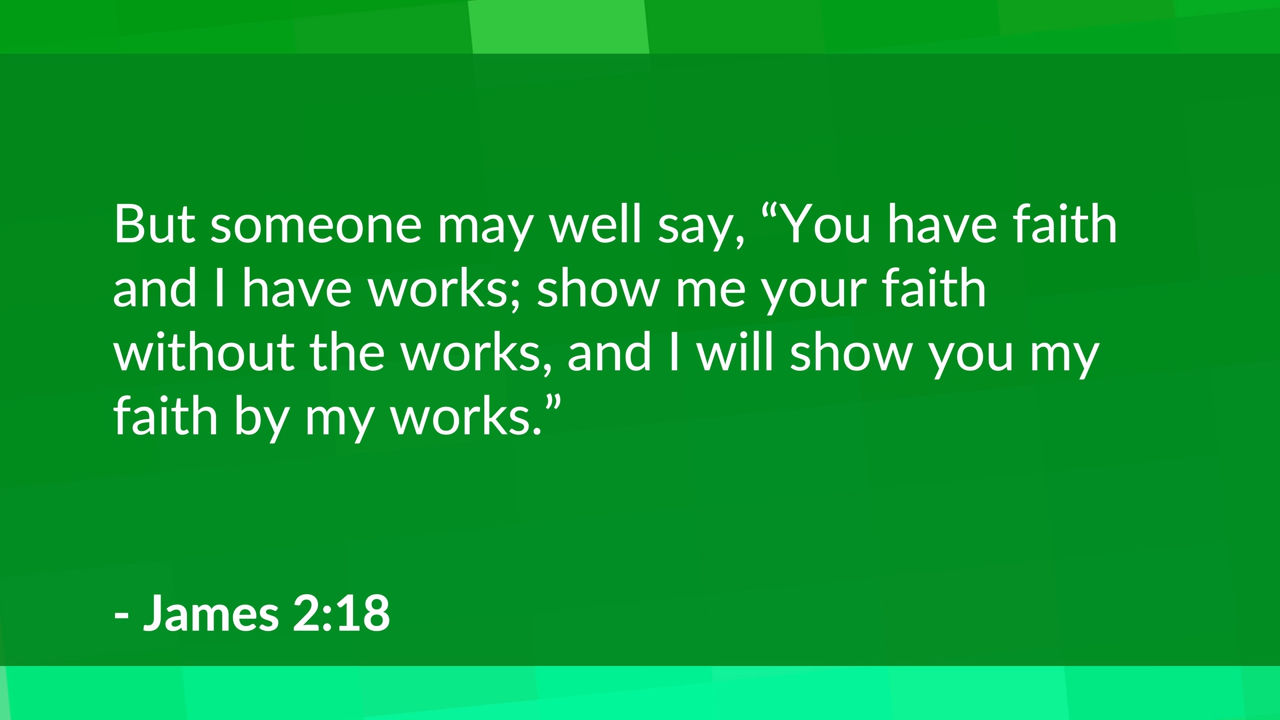 But someone may well say, “You have faith
and I have works; show me your faith
without the works, and I will show you my
faith by my works.”
- James 2:18